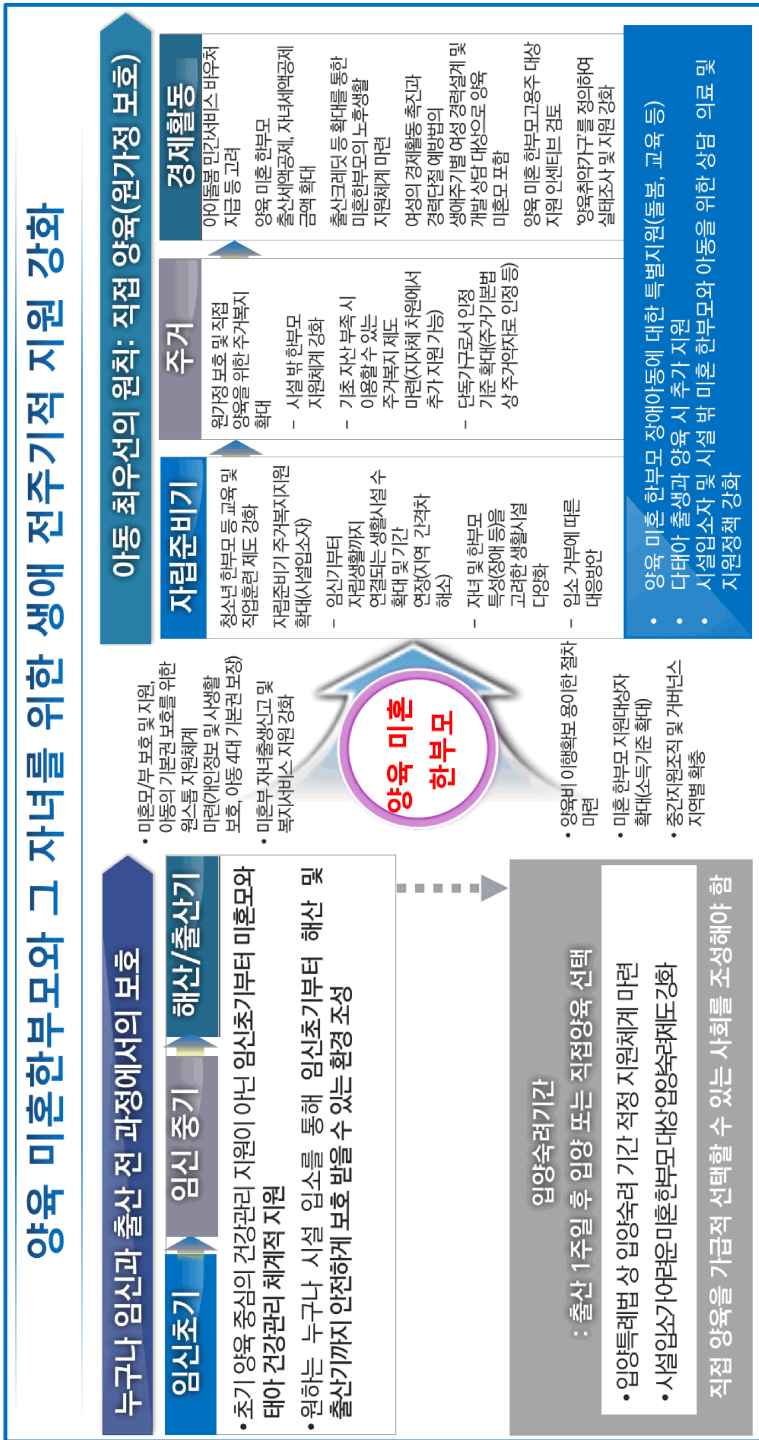 양육 미혼한부모와 그 자녀를 위한 생애 전주기적 지원 강화
누구나 임신과 출산 전 과정에서의 보호
임신초기
임신 중기
해산/출산기
•초기 양육 중심의 건강관리 지원이 아닌 임신초기부터 미혼모와
태아 건강관리 체계적 지원
•원하는 누구나 시설 입소를 통해 임신초기부터 해산 및
출산기까지 안전하게 보호 받을 수 있는 환경 조성
입양숙려기간
: 출산 1주일 후 입양 또는 직접양육 선택
•입양특례법 상 입양숙려 기간 적정 지원체계 마련
•시설입소가 어려운 미혼 한부모 대상 입양숙려제도 강화
직접 양육을 가급적 선택할 수 있는 사회를 조성해야 함
• 미혼모/부 보호 및 지원,
아동의 기본권 보호를 위한
원스톱 지원체계
마련(개인정보 및 사생활
보호, 아동 4대 기본권 보장)
• 미혼부 자녀출생신고 및
복지서비스 지원 강화
양육 미혼
한부모
• 양육비 이행확보 용이한 절차
마련
• 미혼 한부모 지원대상자
확대(소득기준 확대)
• 중간지원조직 및 거버넌스
지역별 확충
아동 최우선의 원칙: 직접 양육(원가정 보호)
자립준비기
청소년 한부모 등 교육 및
직업훈련 제도 강화
자립준비기 주거복지지원
확대(시설입소자)
– 임신기부터
자립생활까지
연결되는 생활시설 수
확대 및 기간
연장(지역 간격차
해소)
– 자녀 및 한부모
특성(장애 등)을
고려한 생활시설
다양화
– 입소 거부에 따른
대응방안
주거
원가정 보호 및 직접
양육을 위한 주거복지
확대
– 시설 밖 한부모
지원체계 강화
– 기초 자산 부족 시
이용할 수 있는
주거복지 제도
마련(지자체 차원에서
추가 지원 가능)
– 단독가구로서 인정
기준 확대(주거기본법
상 주거약자로 인정 등)
경제활동
아이돌봄 민간서비스 바우처
지급 등 고려
양육 미혼 한부모
출산세액공제, 자녀세액공제
금액 확대
출산크레딧 등 확대를 통한
미혼한부모의 노후생활
지원체계 마련
여성의 경제활동 촉진과
경력단절 예방법의
생애주기별 여성 경력설계 및
개발 상담 대상으로 양육
미혼모 포함
양육 미혼 한부모고용주 대상
지원 인센티브 검토
'양육취약가구'를 정의하여
실태조사 및 지원 강화
• 양육 미혼 한부모 장애아동에 대한 특별지원(돌봄, 교육 등)
• 다태아 출생과 양육 시 추가 지원
• 시설입소자 및 시설 밖 미혼 한부모와 아동을 위한 상담 의료 및
지원정책 강화